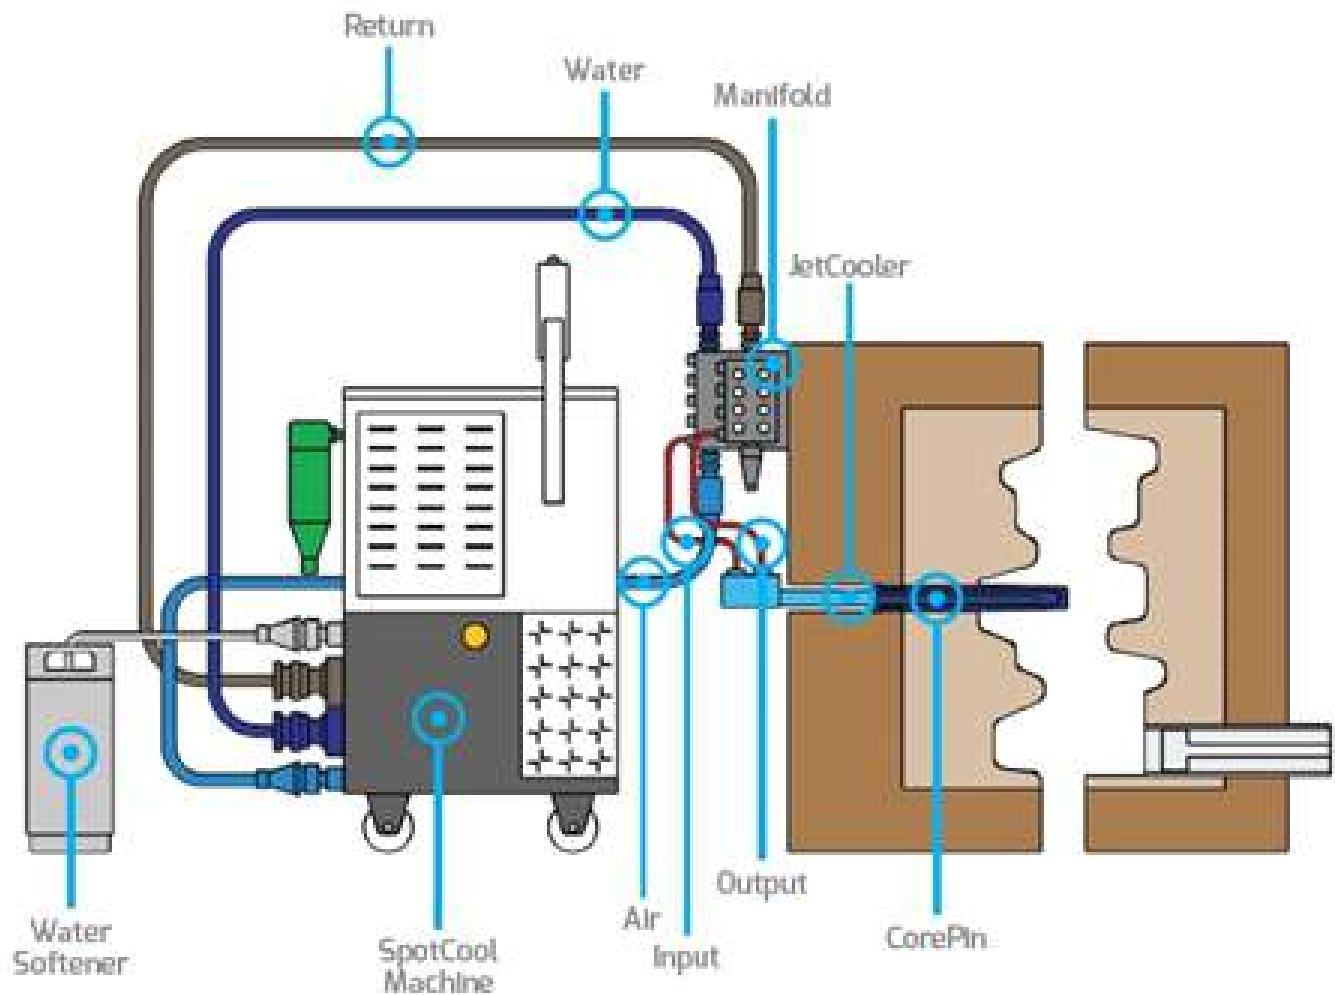 Return
Water
Manifold
JetCooler
Output
Air
Input
CorePin
Water
Softener
SpotCool
Machine